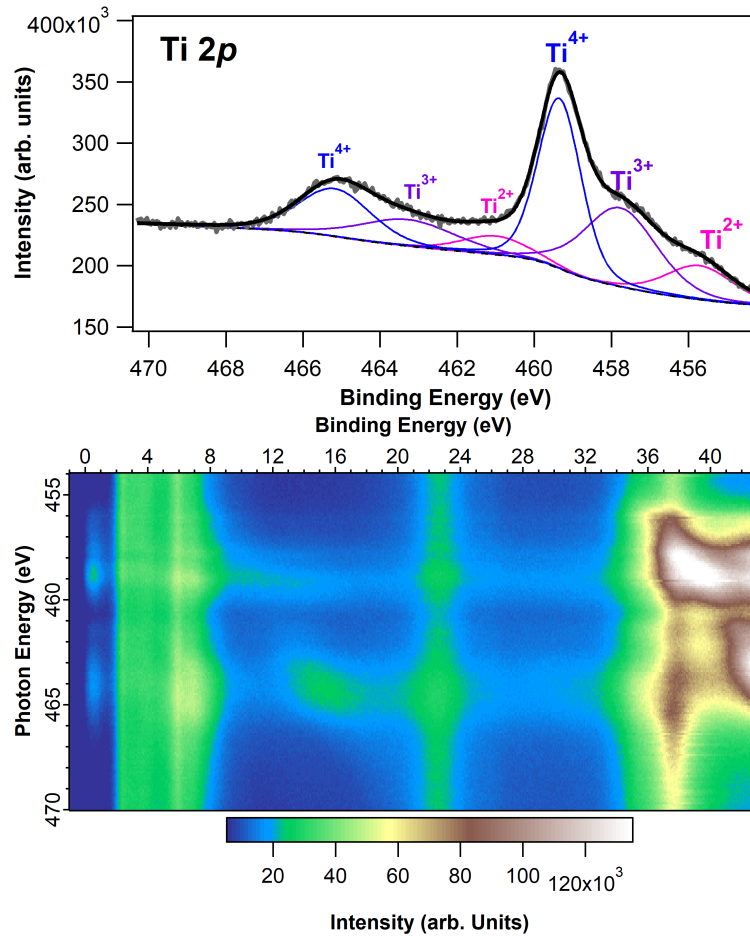 400x10³
350
300
250
200
150
Intensity (arb. units)
Ti 2p
Ti⁴⁺
Ti³⁺
Ti²⁺
Ti⁴⁺
Ti³⁺
Ti²⁺
470 468 466 464 462 460 458 456
Binding Energy (eV)
Binding Energy (eV)
0 4 8 12 16 20 24 28 32 36 40
455
460
465
470
Photon Energy (eV)
20 40 60 80 100 120x10³
Intensity (arb. Units)